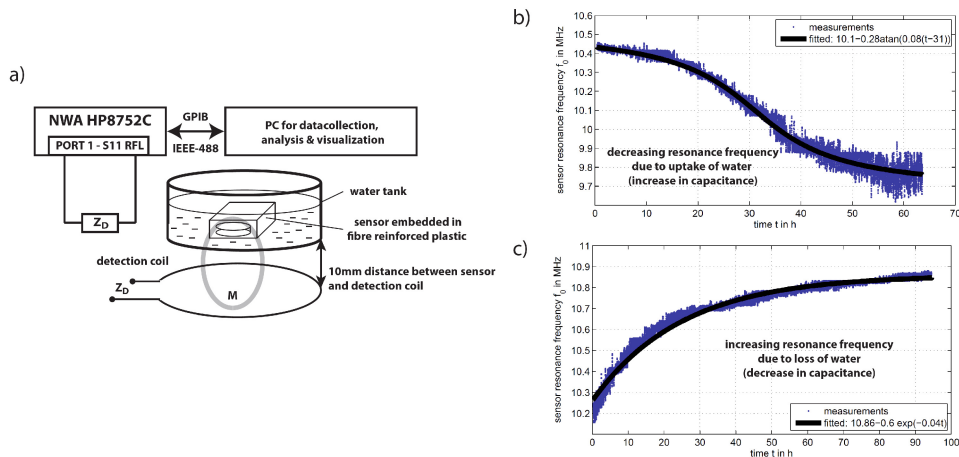 a)
NWA HP8752C
PORT 1 - S11 RFL
GPIB
IEEE-488
PC for datacollection,
analysis & visualization
Z_D
water tank
sensor embedded in
fibre reinforced plastic
detection coil
Z_D
M
10mm distance between sensor
and detection coil
b)
sensor resonance frequency f_0 in MHz
10.6
10.5
10.4
10.3
10.2
10.1
10
9.9
9.8
9.7
measurements
fitted: 10.1−0.28atan(0.08(t−31))
decreasing resonance frequency
due to uptake of water
(increase in capacitance)
0 10 20 30 40 50 60 70
time t in h
c)
sensor resonance frequency f_0 in MHz
11
10.9
10.8
10.7
10.6
10.5
10.4
10.3
10.2
increasing resonance frequency
due to loss of water
(decrease in capacitance)
measurements
fitted: 10.86−0.6 exp(−0.04t)
0 10 20 30 40 50 60 70 80 90 100
time t in h